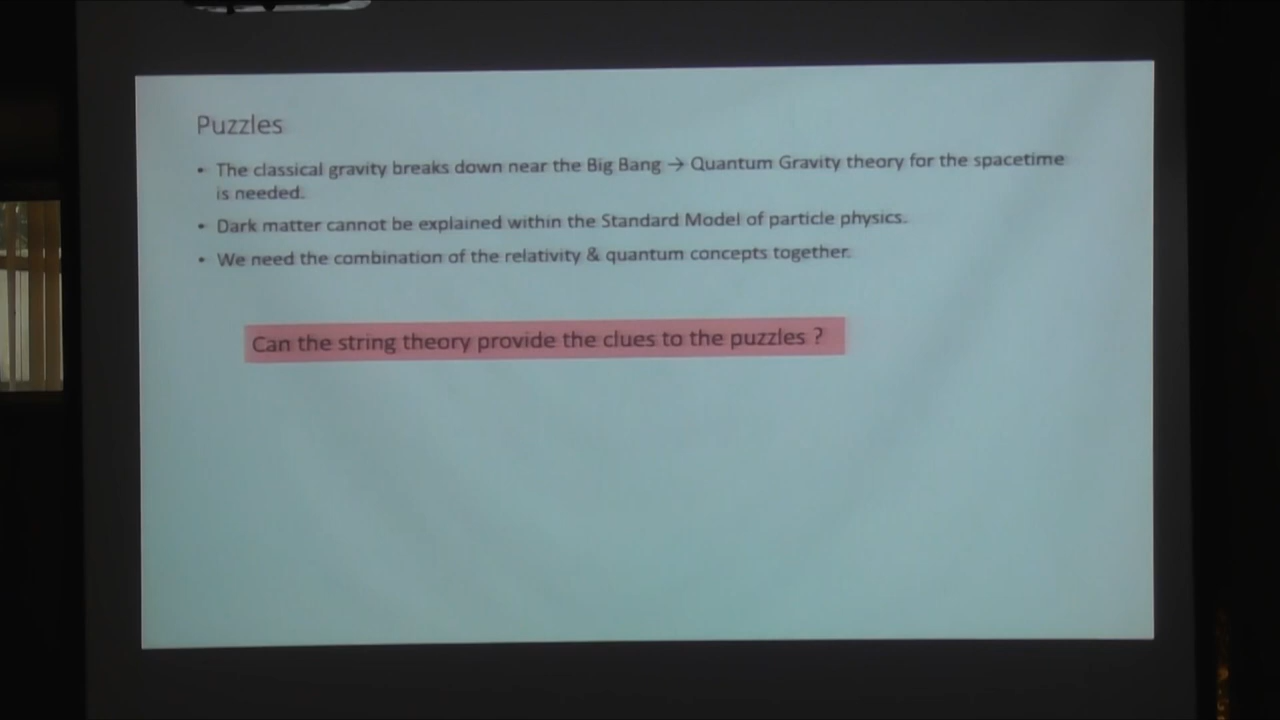 Puzzles
• The classical gravity breaks down near the Big Bang → Quantum Gravity theory for the spacetime
is needed.
• Dark matter cannot be explained within the Standard Model of particle physics.
• We need the combination of the relativity & quantum concepts together.
Can the string theory provide the clues to the puzzles ?